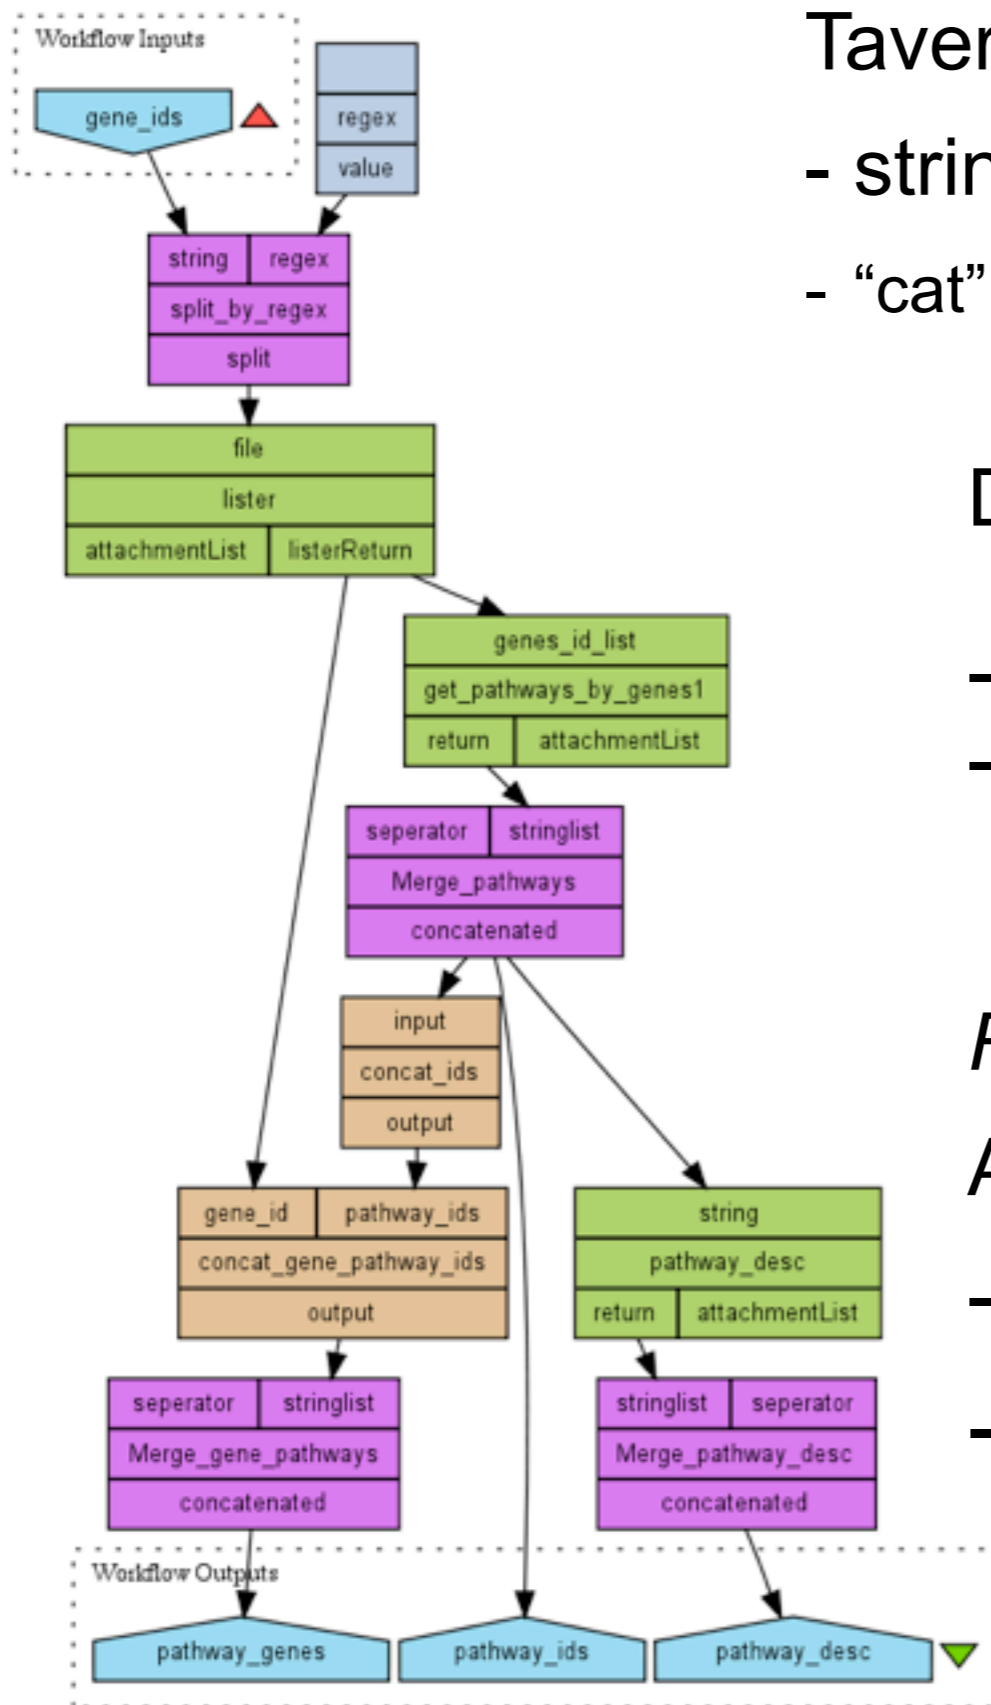 Workflow Inputs
gene_ids
regex
value
string regex
split_by_regex
split
file
lister
attachmentList listerReturn
genes_id_list
get_pathways_by_genes1
return attachmentList
seperator stringlist
Merge_pathways
concatenated
input
concat_ids
output
gene_id pathway_ids
concat_gene_pathway_ids
output
string
pathway_desc
return attachmentList
seperator stringlist
Merge_gene_pathways
concatenated
stringlist seperator
Merge_pathway_desc
concatenated
Workflow Outputs
pathway_genes
pathway_ids
pathway_desc
-
- “cat”
-
-
-
-